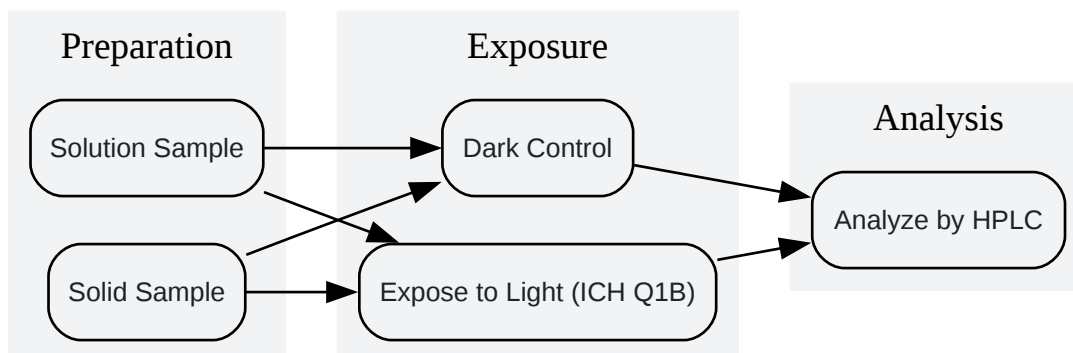 Preparation
Solution Sample
Solid Sample
Exposure
Dark Control
Expose to Light (ICH Q1B)
Analysis
Analyze by HPLC